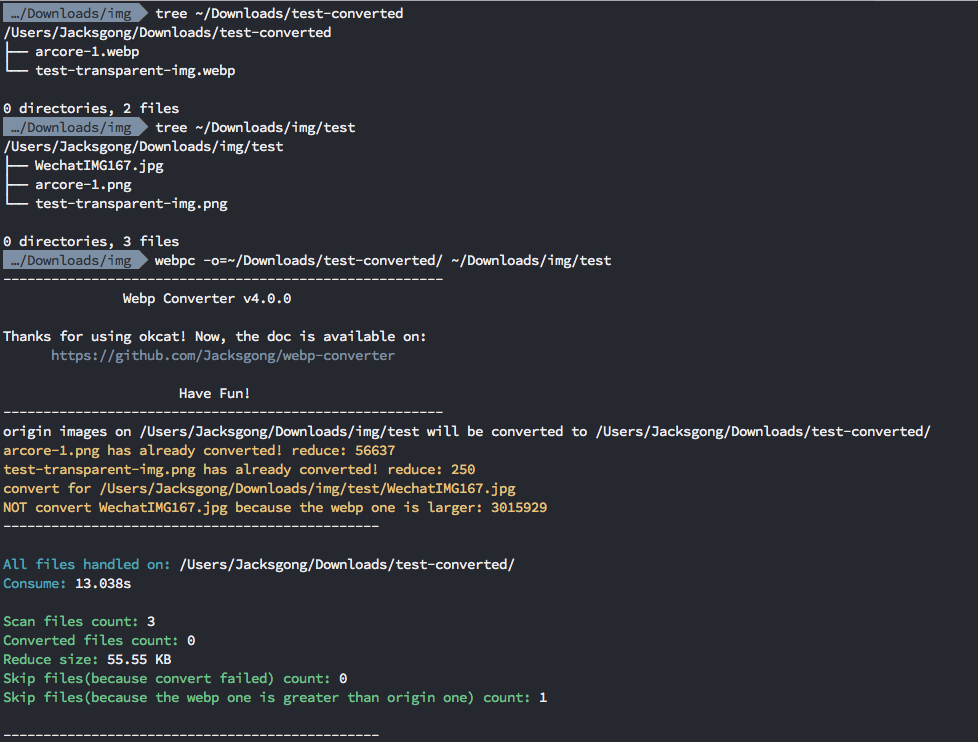 …/Downloads/img tree ~/Downloads/test-converted
/Users/Jacksgong/Downloads/test-converted
├── arcore-1.webp
└── test-transparent-img.webp
0 directories, 2 files
…/Downloads/img tree ~/Downloads/img/test
/Users/Jacksgong/Downloads/img/test
├── WechatIMG167.jpg
├── arcore-1.png
└── test-transparent-img.png
0 directories, 3 files
…/Downloads/img webpc -o=~/Downloads/test-converted/ ~/Downloads/img/test
-------------------------------------------------------
Webp Converter v4.0.0
Thanks for using okcat! Now, the doc is available on:
https://github.com/Jacksgong/webp-converter
Have Fun!
-------------------------------------------------------
origin images on /Users/Jacksgong/Downloads/img/test will be converted to /Users/Jacksgong/Downloads/test-converted/
arcore-1.png has already converted! reduce: 56637
test-transparent-img.png has already converted! reduce: 250
convert for /Users/Jacksgong/Downloads/img/test/WechatIMG167.jpg
NOT convert WechatIMG167.jpg because the webp one is larger: 3015929
-----------------------------------------------
All files handled on: /Users/Jacksgong/Downloads/test-converted/
Consume: 13.038s
Scan files count: 3
Converted files count: 0
Reduce size: 55.55 KB
Skip files(because convert failed) count: 0
Skip files(because the webp one is greater than origin one) count: 1
-----------------------------------------------